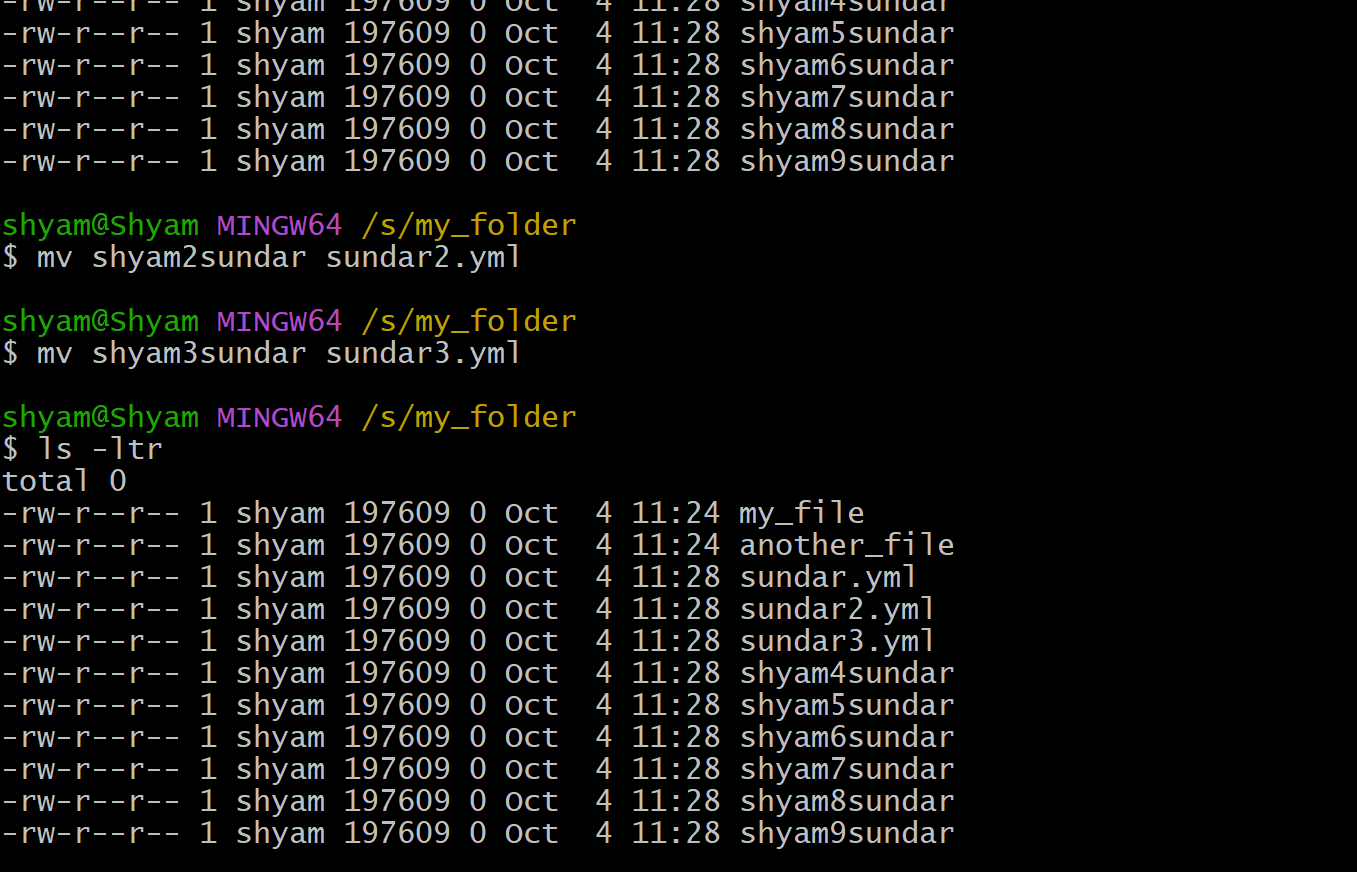 -rw-r--r-- 1 shyam 197609 0 Oct  4 11:28 shyam4sundar
-rw-r--r-- 1 shyam 197609 0 Oct  4 11:28 shyam5sundar
-rw-r--r-- 1 shyam 197609 0 Oct  4 11:28 shyam6sundar
-rw-r--r-- 1 shyam 197609 0 Oct  4 11:28 shyam7sundar
-rw-r--r-- 1 shyam 197609 0 Oct  4 11:28 shyam8sundar
-rw-r--r-- 1 shyam 197609 0 Oct  4 11:28 shyam9sundar
shyam@Shyam MINGW64 /s/my_folder
$ mv shyam2sundar sundar2.yml
shyam@Shyam MINGW64 /s/my_folder
$ mv shyam3sundar sundar3.yml
shyam@Shyam MINGW64 /s/my_folder
$ ls -ltr
total 0
-rw-r--r-- 1 shyam 197609 0 Oct  4 11:24 my_file
-rw-r--r-- 1 shyam 197609 0 Oct  4 11:24 another_file
-rw-r--r-- 1 shyam 197609 0 Oct  4 11:28 sundar.yml
-rw-r--r-- 1 shyam 197609 0 Oct  4 11:28 sundar2.yml
-rw-r--r-- 1 shyam 197609 0 Oct  4 11:28 sundar3.yml
-rw-r--r-- 1 shyam 197609 0 Oct  4 11:28 shyam4sundar
-rw-r--r-- 1 shyam 197609 0 Oct  4 11:28 shyam5sundar
-rw-r--r-- 1 shyam 197609 0 Oct  4 11:28 shyam6sundar
-rw-r--r-- 1 shyam 197609 0 Oct  4 11:28 shyam7sundar
-rw-r--r-- 1 shyam 197609 0 Oct  4 11:28 shyam8sundar
-rw-r--r-- 1 shyam 197609 0 Oct  4 11:28 shyam9sundar